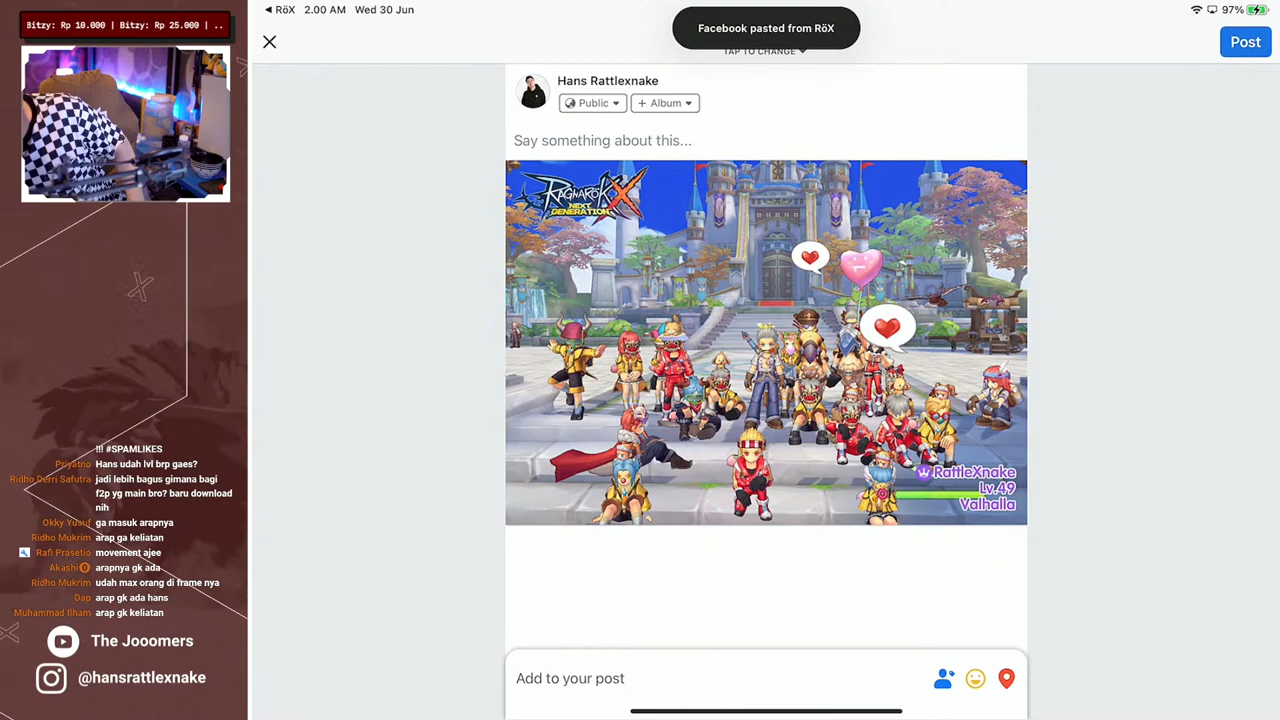 RöX 2.00 AM Wed 30 Jun
97%
Bitzy: Rp 10.000 | Bitzy: Rp 25.000 | ..
Facebook pasted from RöX
TAP TO CHANGE
Post
Hans Rattlexnake
Public
+ Album
Say something about this...
RAGNAROK X
NEXT
GENERATION
RattleXnake
Lv.49
Valhalla
Add to your post
!!! #SPAMLIKES
Priyatno Hans udah lvl brp gaes?
Ridho Derri Safutra jadi lebih bagus gimana bagi
f2p yg main bro? baru download
nih
Okky Yusuf ga masuk arapnya
Ridho Mukrim arap ga keliatan
Rafi Prasetio movement ajee
Akashi arapnya gk ada
Ridho Mukrim udah max orang di frame nya
Dap arap gk ada hans
Muhammad Ilham arap gk keliatan
The Jooomers
@hansrattlexnake